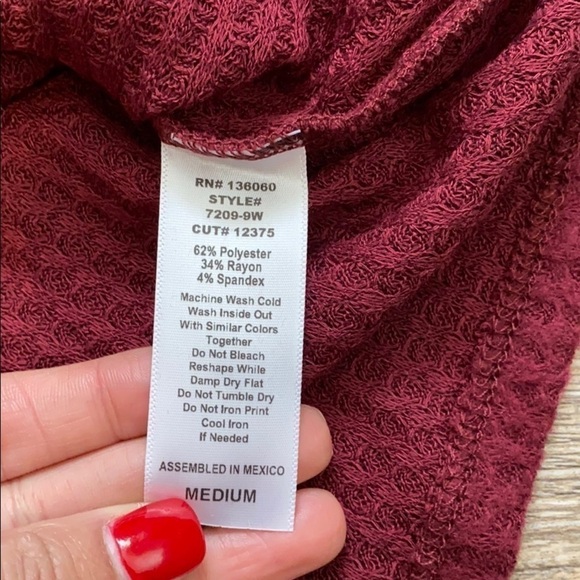 RN# 136060
STYLE#
7209-9W
CUT# 12375
62% Polyester
34% Rayon
4% Spandex
Machine Wash Cold
Wash Inside Out
With Similar Colors
Together
Do Not Bleach
Reshape While
Damp Dry Flat
Do Not Tumble Dry
Do Not Iron Print
Cool Iron
If Needed
ASSEMBLED IN MEXICO
MEDIUM